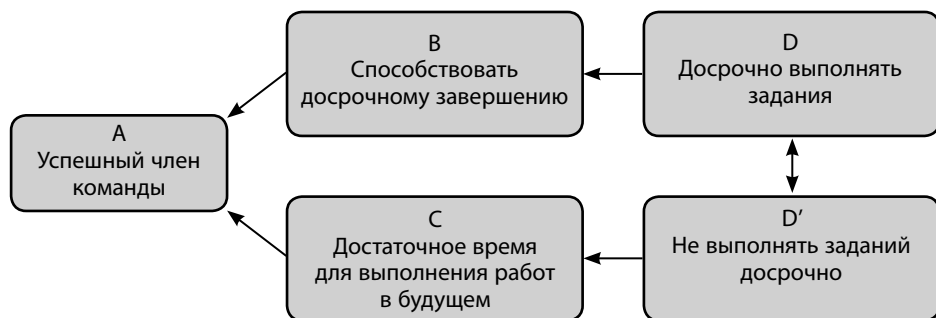 A
Успешный член
команды
B
Способствовать
досрочному завершению
C
Достаточное время
для выполнения работ
в будущем
D
Досрочно выполнять
задания
D′
Не выполнять заданий
досрочно